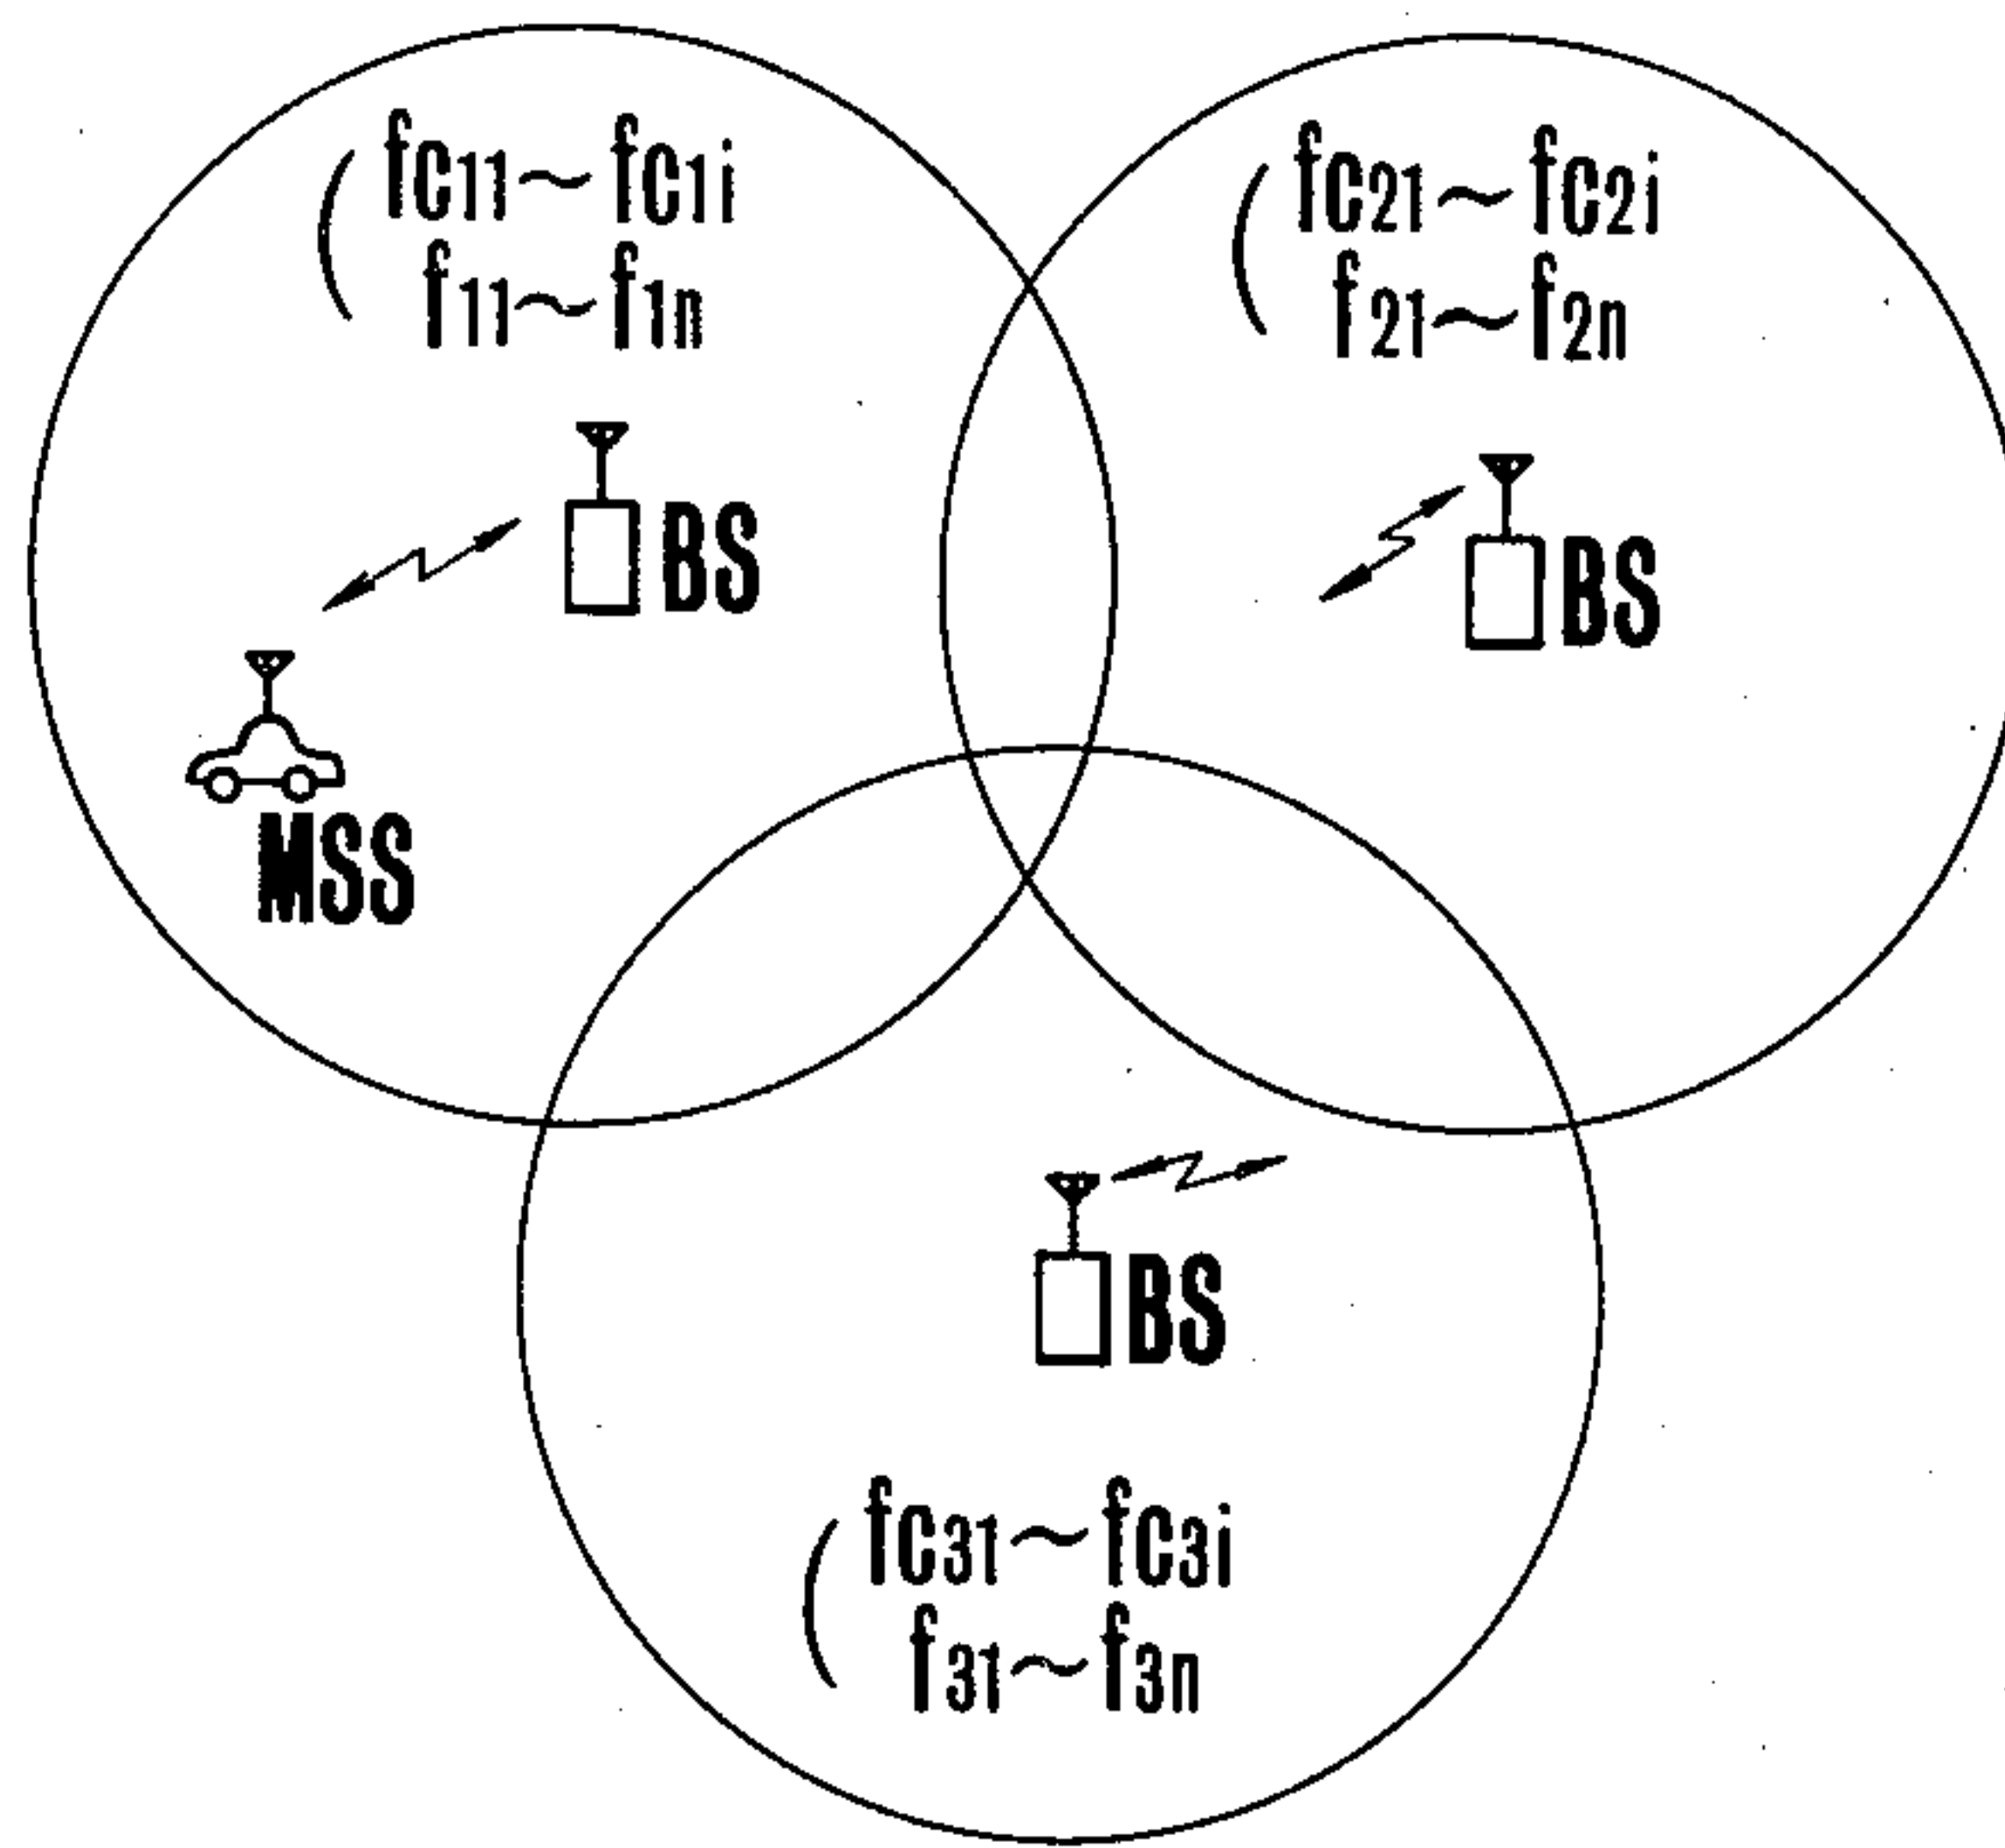 ( fc11~fc1i
f11~f1n
( fc21~fc2i
f21~f2n
BS
BS
MSS
BS
( fc31~fc3i
f31~f3n